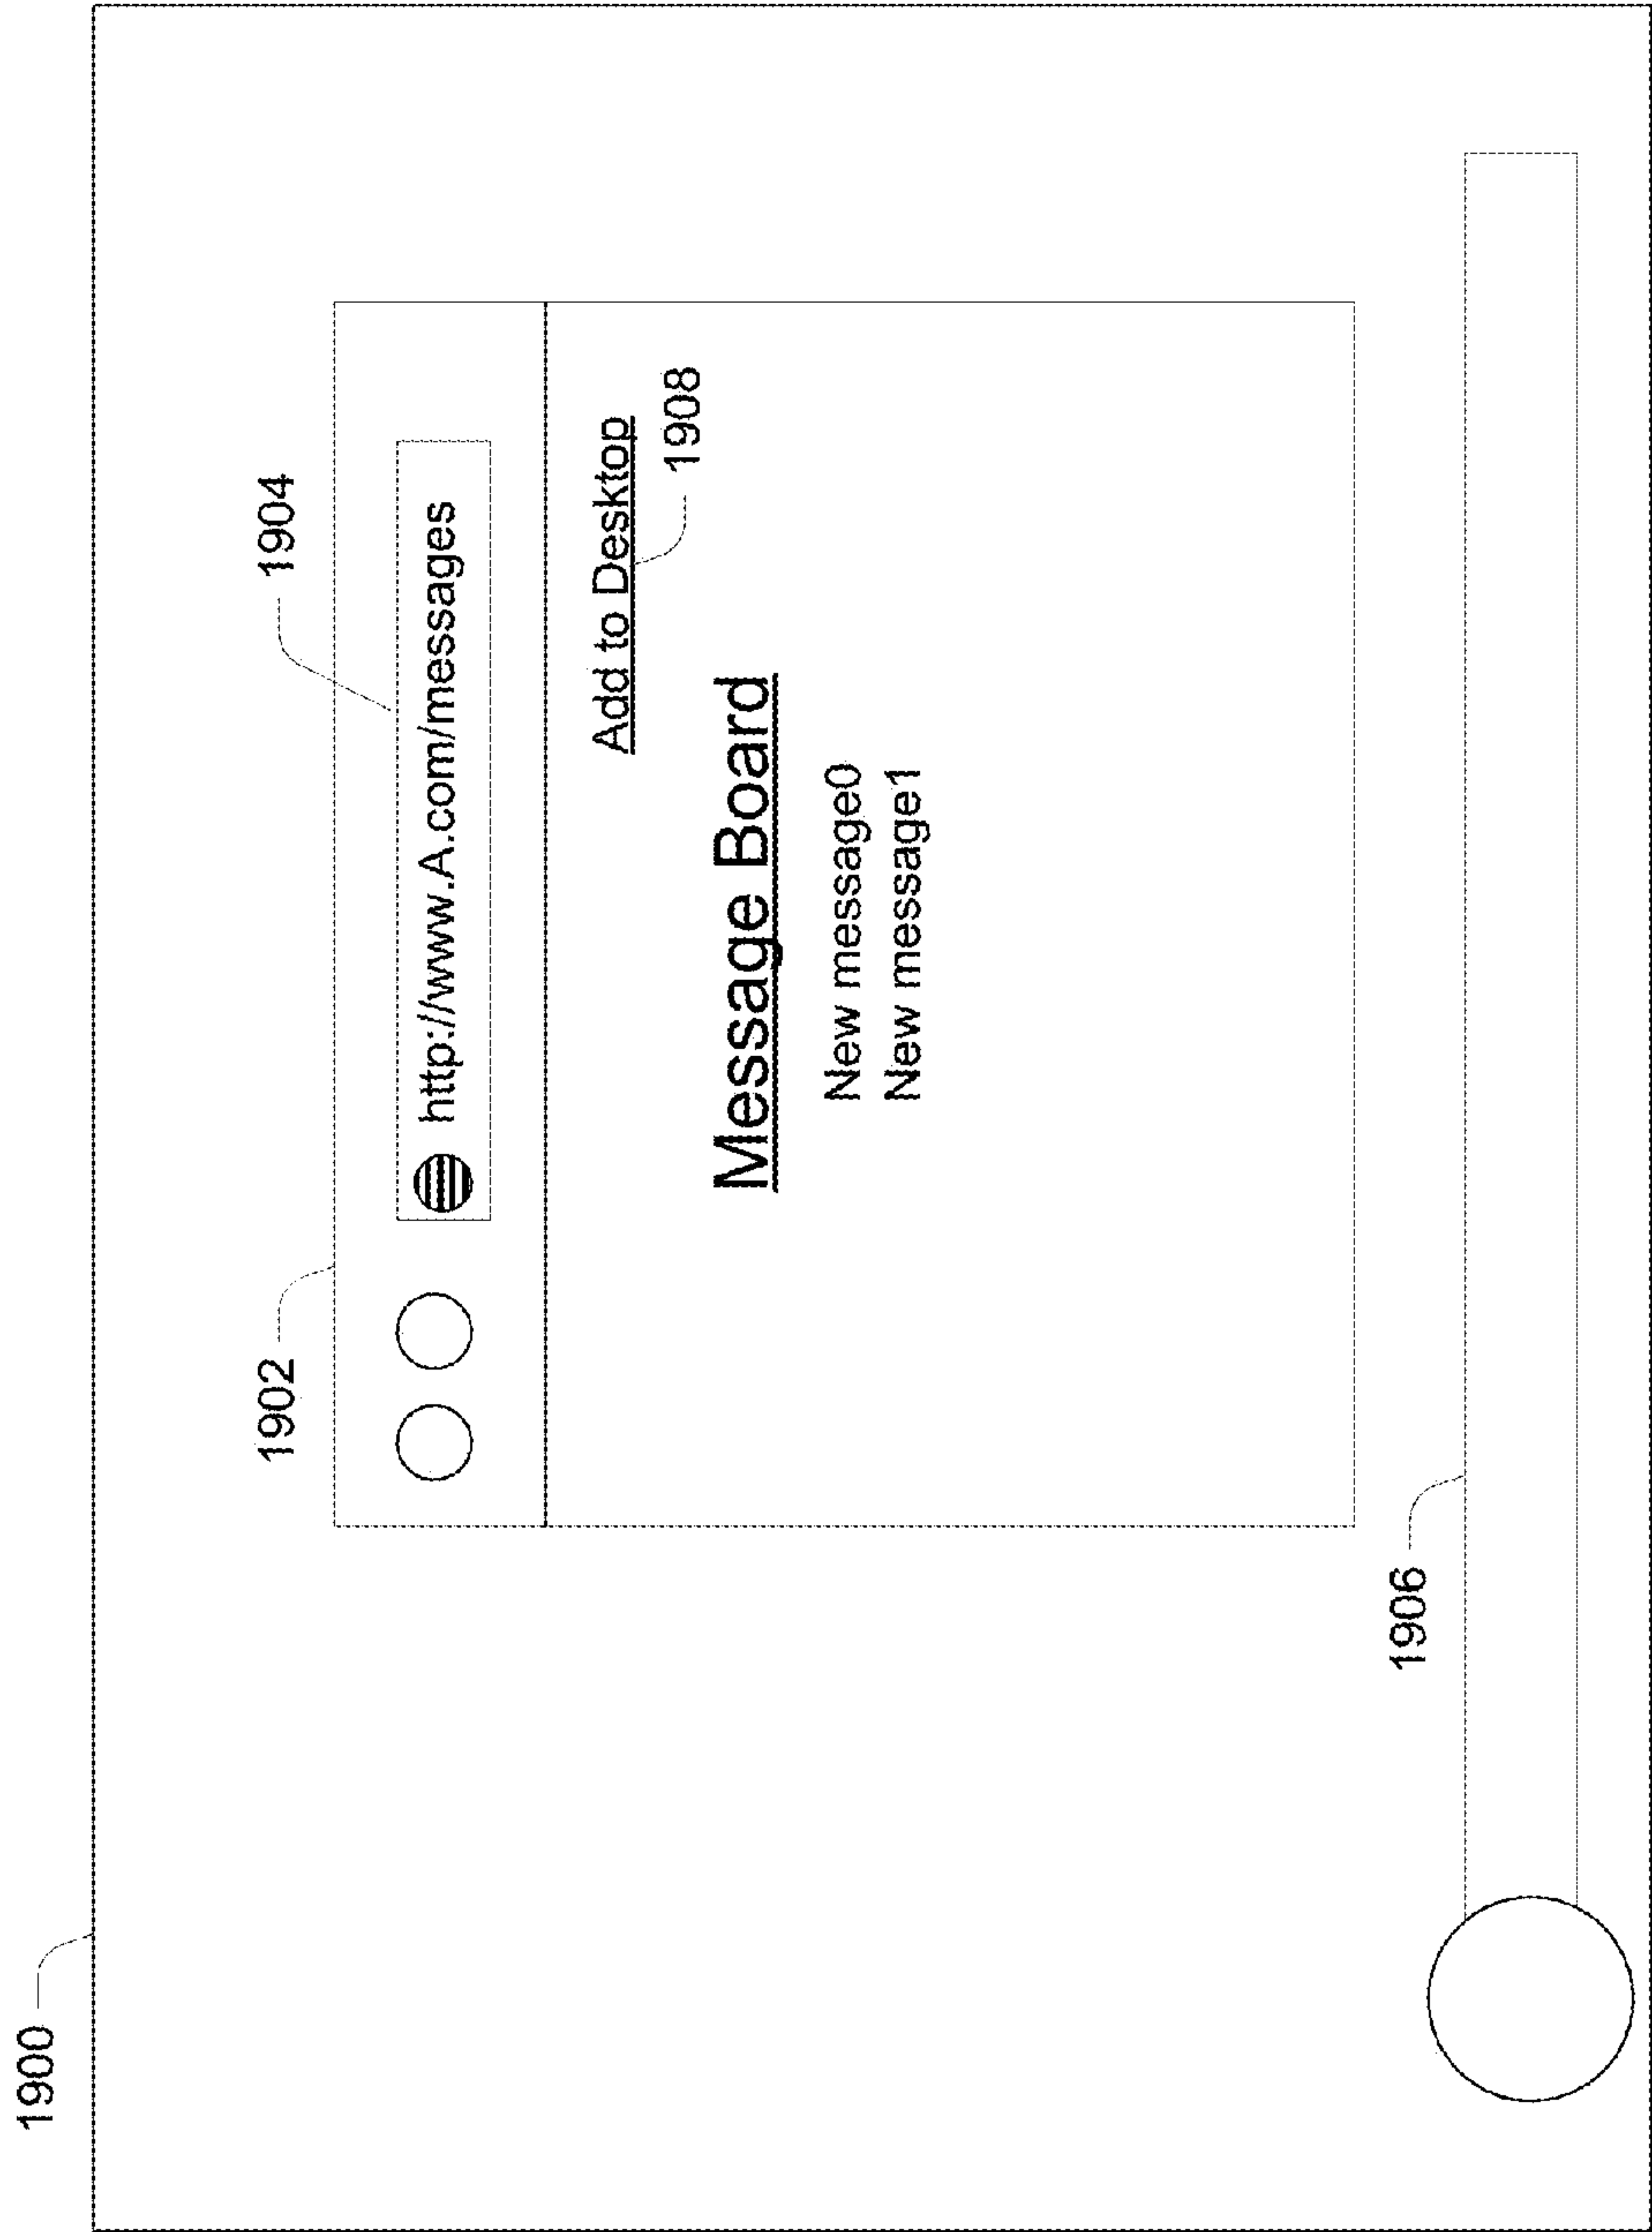 1900
1902
1904
http://www.A.com/messages
Add to Desktop
1908
Message Board
New message0
New message1
1906